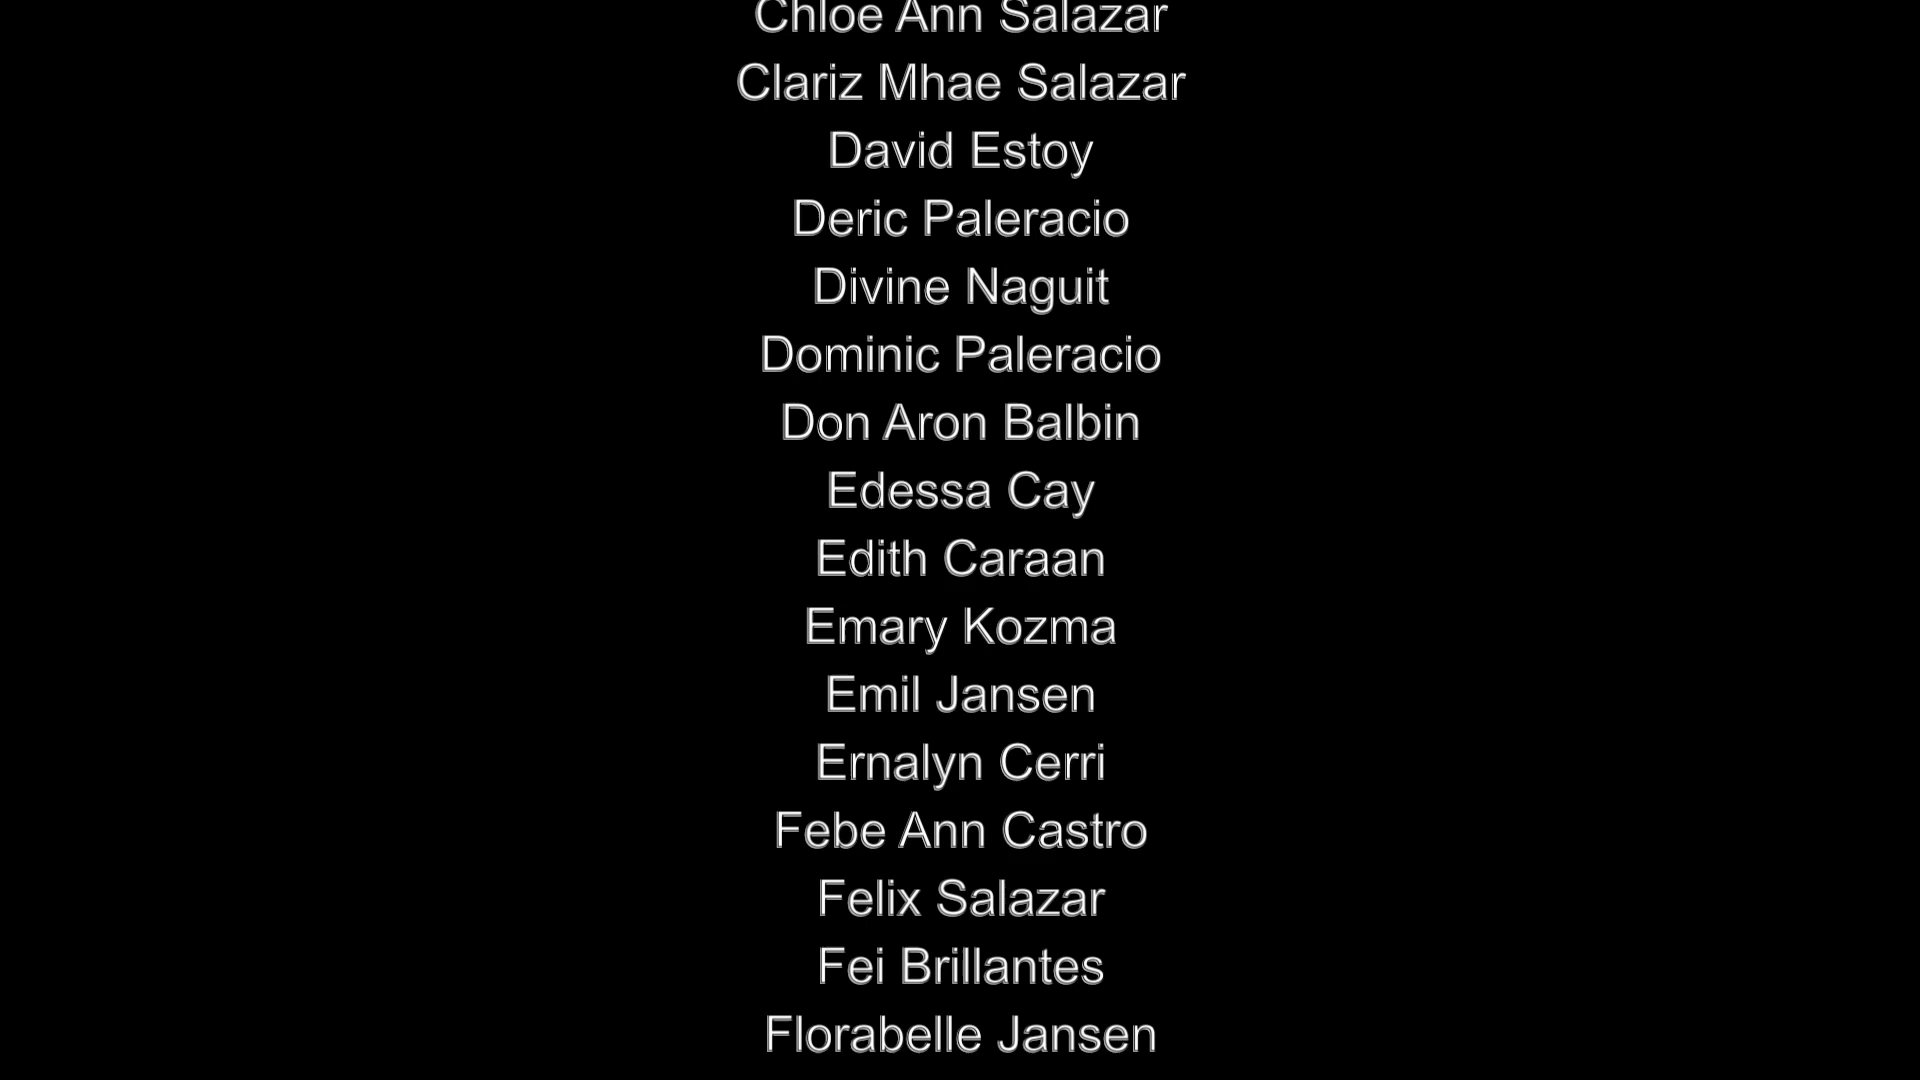 Chloe Ann Salazar
Clariz Mhae Salazar
David Estoy
Deric Paleracio
Divine Naguit
Dominic Paleracio
Don Aron Balbin
Edessa Cay
Edith Caraan
Emary Kozma
Emil Jansen
Ernalyn Cerri
Febe Ann Castro
Felix Salazar
Fei Brillantes
Florabelle Jansen